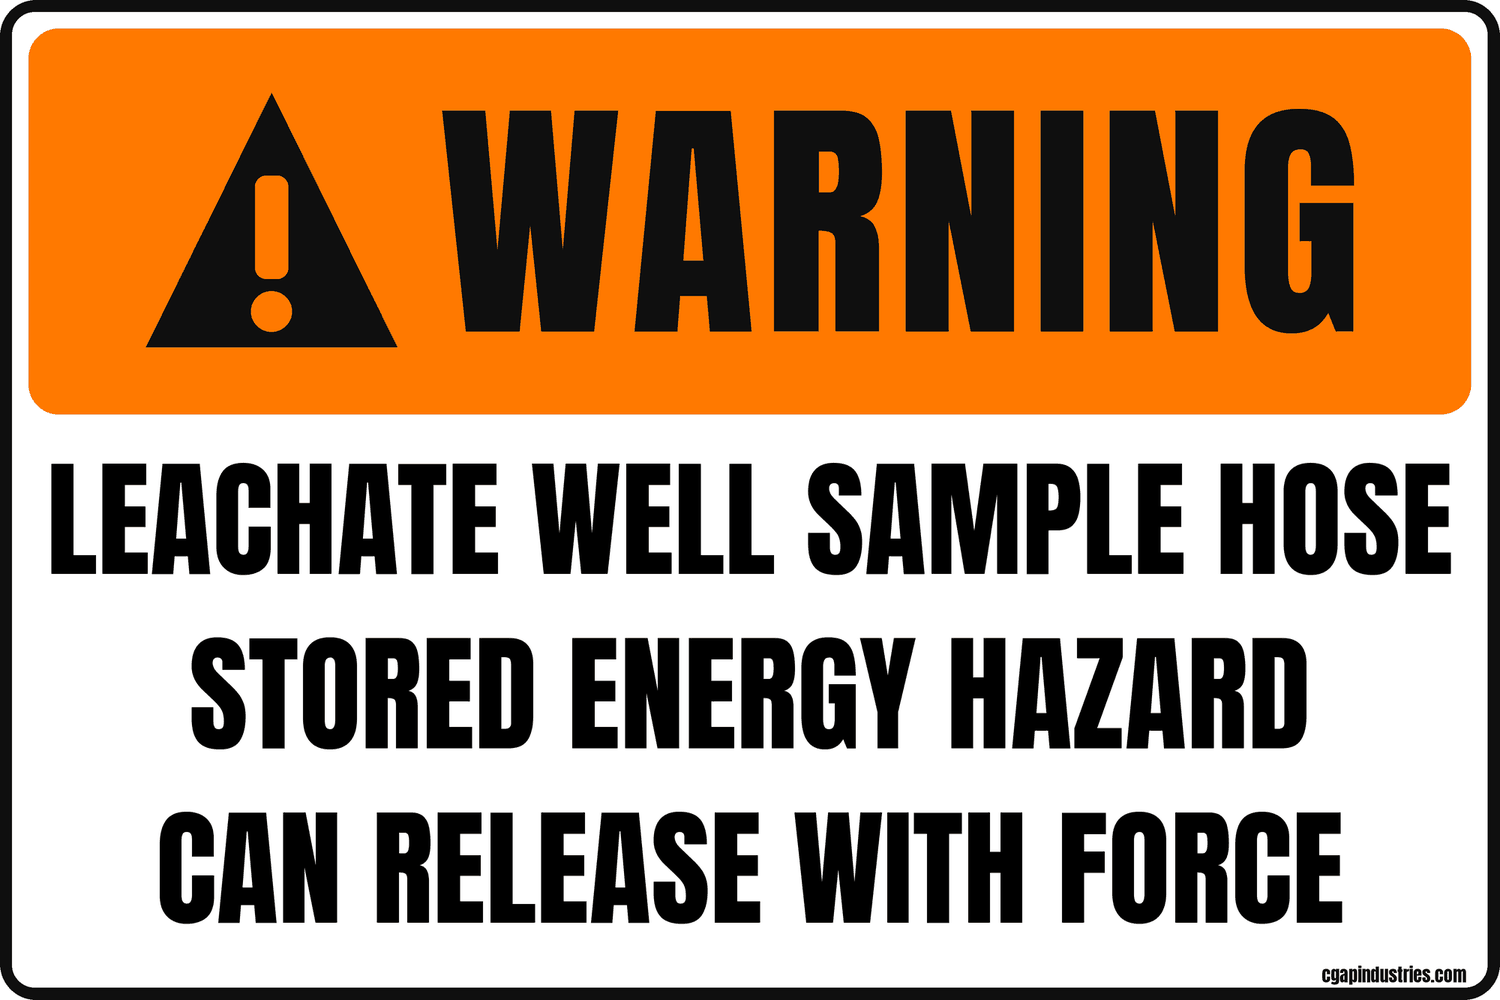 WARNING
LEACHATE WELL SAMPLE HOSE
STORED ENERGY HAZARD
CAN RELEASE WITH FORCE
cgapindustries.com